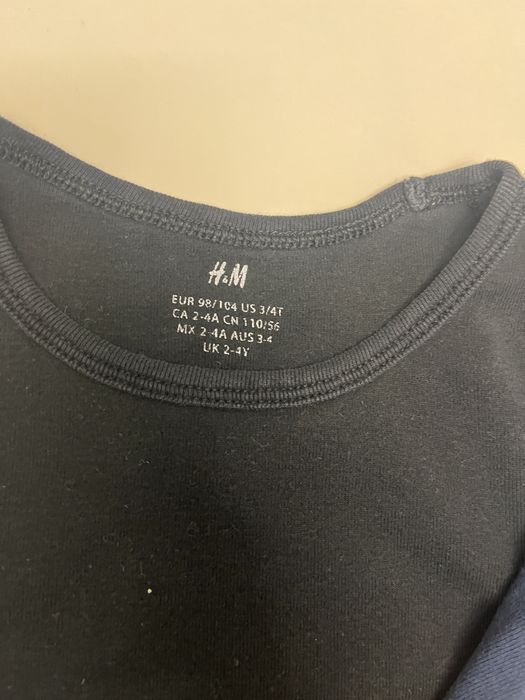 H&M
EUR 98/104 US 3/4T
CA 2-4A CN 110/56
MX 2-4A AUS 3-4
UK 2-4Y